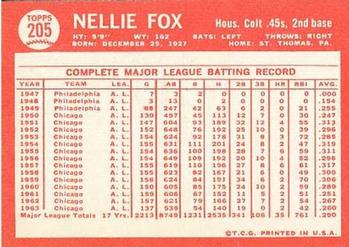 TOPPS 205 NELLIE FOX Hous. Colt .45s, 2nd base
HT: 5'9" WT: 162 BATS: LEFT THROWS: RIGHT
BORN: DECEMBER 25, 1927 HOME: ST. THOMAS, PA.
COMPLETE MAJOR LEAGUE BATTING RECORD
YEAR TEAM LEA. G AB R H 2B 3B HR RBI AVG.
1947 Philadelphia A. L. 7 3 2 0 0 0 0 0 .000
1948 Philadelphia A. L. 3 13 0 2 0 0 0 0 .154
1949 Philadelphia A. L. 88 247 42 63 6 2 0 21 .255
1950 Chicago A. L. 130 457 45 113 12 7 0 30 .247
1951 Chicago A. L. 147 604 93 189 32 12 4 55 .313
1952 Chicago A. L. 152 648 76 192 25 10 0 39 .296
1953 Chicago A. L. 154 624 92 178 31 8 3 72 .285
1954 Chicago A. L. 155 631 111 201 24 8 2 47 .319
1955 Chicago A. L. 154 636 100 198 28 7 6 59 .311
1956 Chicago A. L. 154 649 109 192 20 10 4 52 .296
1957 Chicago A. L. 155 619 110 196 27 8 6 61 .317
1958 Chicago A. L. 155 623 82 187 21 6 0 49 .300
1959 Chicago A. L. 156 624 84 191 34 6 2 70 .306
1960 Chicago A. L. 150 605 85 175 24 10 2 59 .289
1961 Chicago A. L. 159 606 67 152 11 5 2 51 .251
1962 Chicago A. L. 157 621 79 166 27 7 2 54 .267
1963 Chicago A. L. 137 539 54 140 19 0 2 42 .260
Major League Totals 17 Yrs. 2213 8749
©T.C.G. PRINTED IN U.S.A.